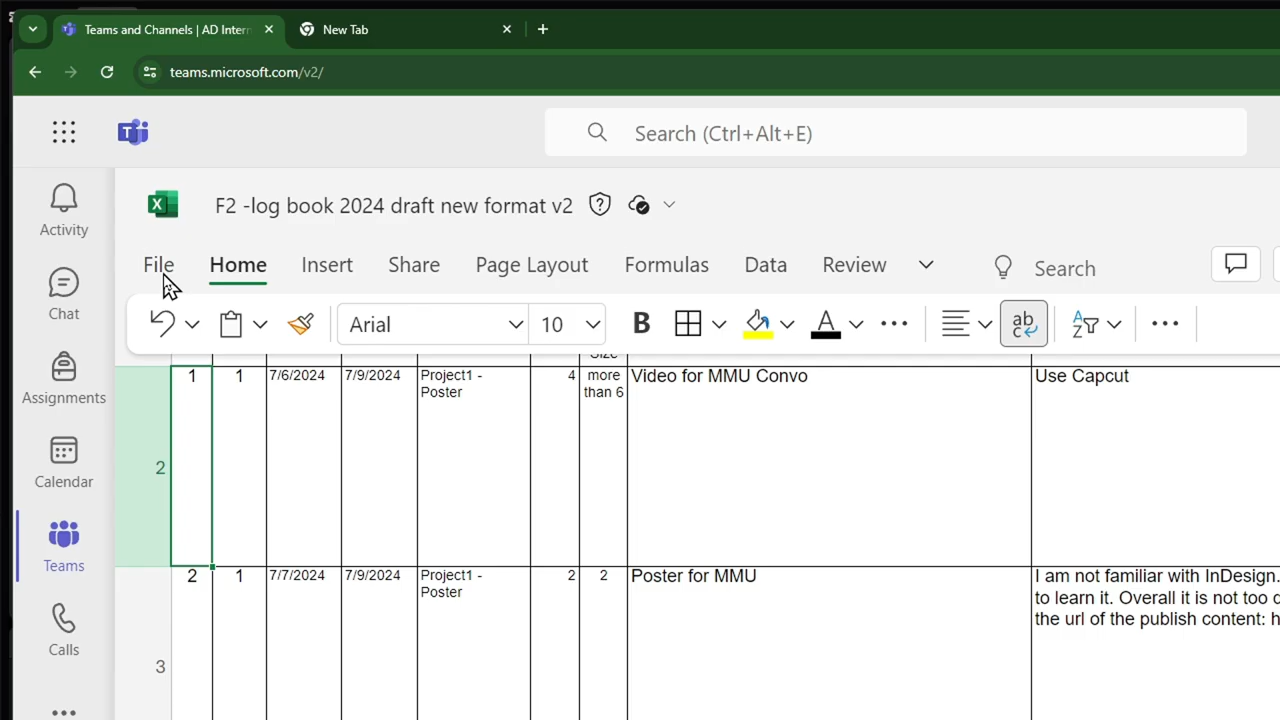 Teams and Channels | AD Intern
New Tab
teams.microsoft.com/v2/
Search (Ctrl+Alt+E)
F2 -log book 2024 draft new format v2
File Home Insert Share Page Layout Formulas Data Review
Search
Arial 10 B A
Activity
Chat
Assignments
Calendar
Teams
Calls
Size
1 1 7/6/2024 7/9/2024 Project1 - 4 more Video for MMU Convo Use Capcut
Poster than 6
2
2 1 7/7/2024 7/9/2024 Project1 - 2 2 Poster for MMU I am not familiar with InDesign.
Poster to learn it. Overall it is not too
the url of the publish content:
3